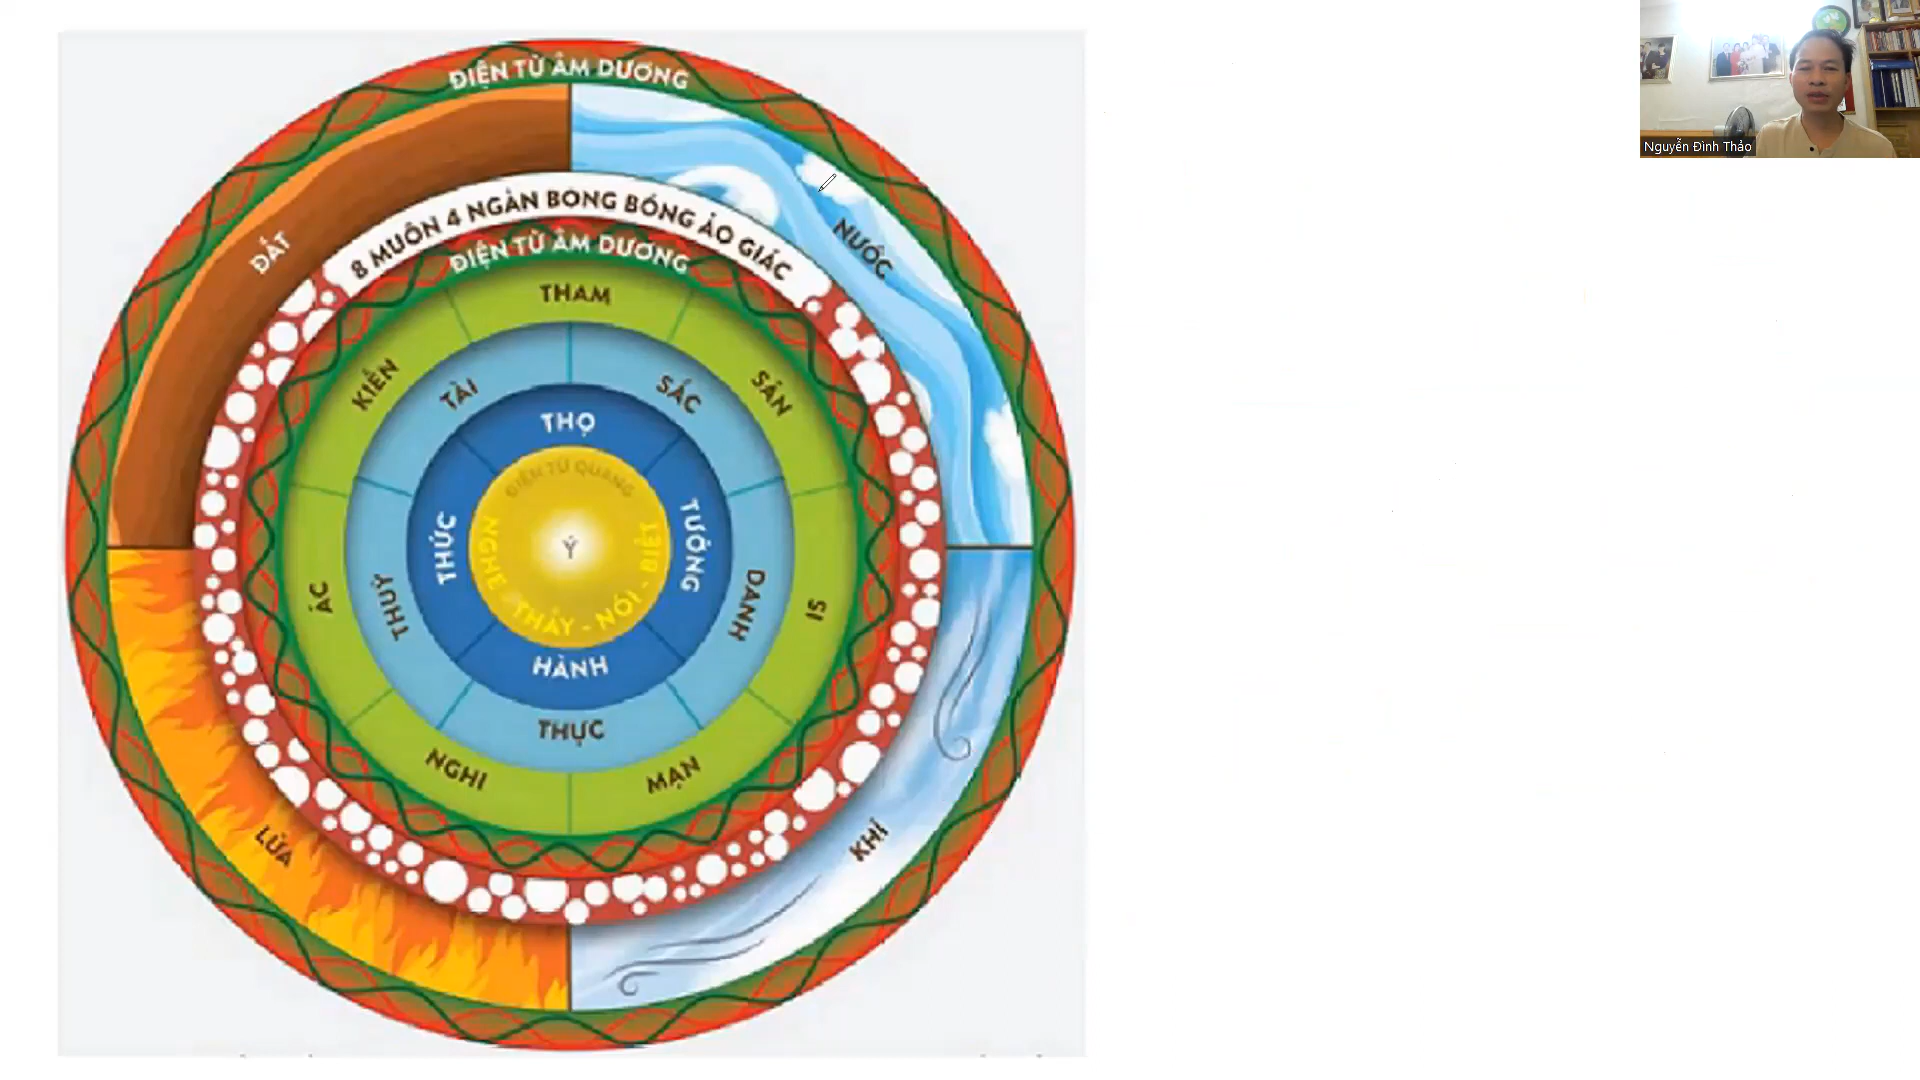 ĐIỆN TỪ ÂM DƯƠNG
ĐẤT
NƯỚC
8 MUÔN 4 NGÀN BONG BÓNG ẢO GIÁC
ĐIỆN TỪ ÂM DƯƠNG
THAM
KIẾN
SÂN
TÀI
SẮC
THỌ
ĐIỆN TỪ QUANG
THỨC
TƯỞNG
Ý
NGHE - THẤY - NÓI - BIẾT
ÁC
THUỲ
DANH
SI
HÀNH
THỰC
NGHI
MẠN
LỬA
KHÍ
Nguyễn Đình Thảo